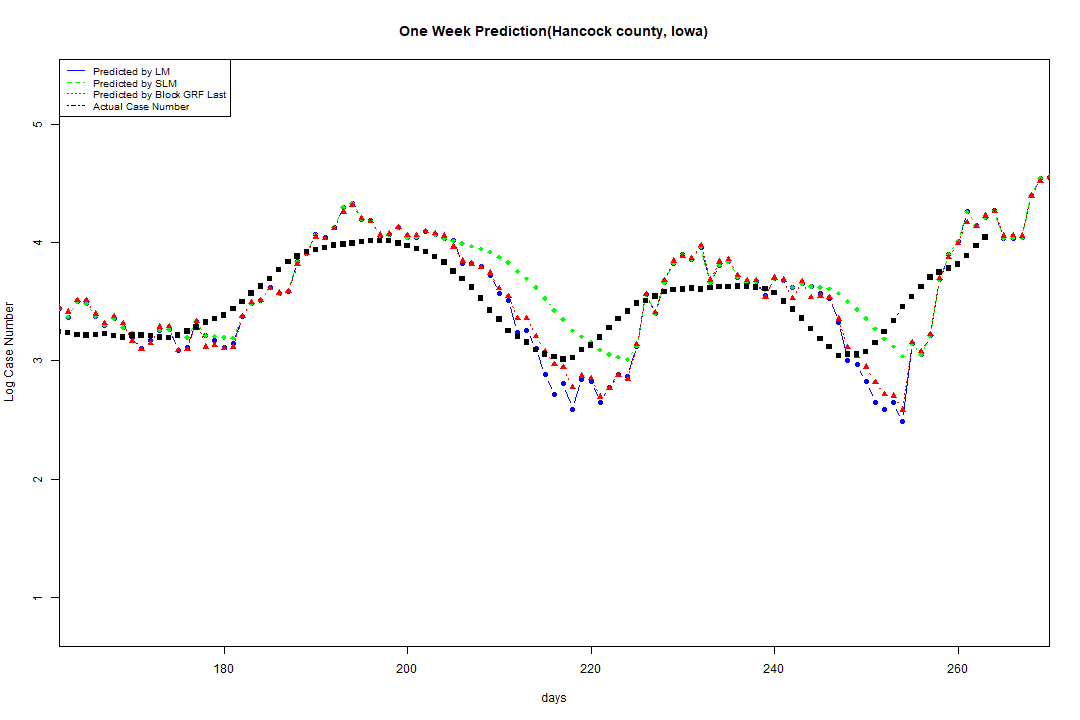 One Week Prediction(Hancock county, Iowa)
Predicted by LM
Predicted by SLM
Predicted by Block GRF Last
Actual Case Number
5
4
3
2
1
Log Case Number
180 200 220 240 260
days